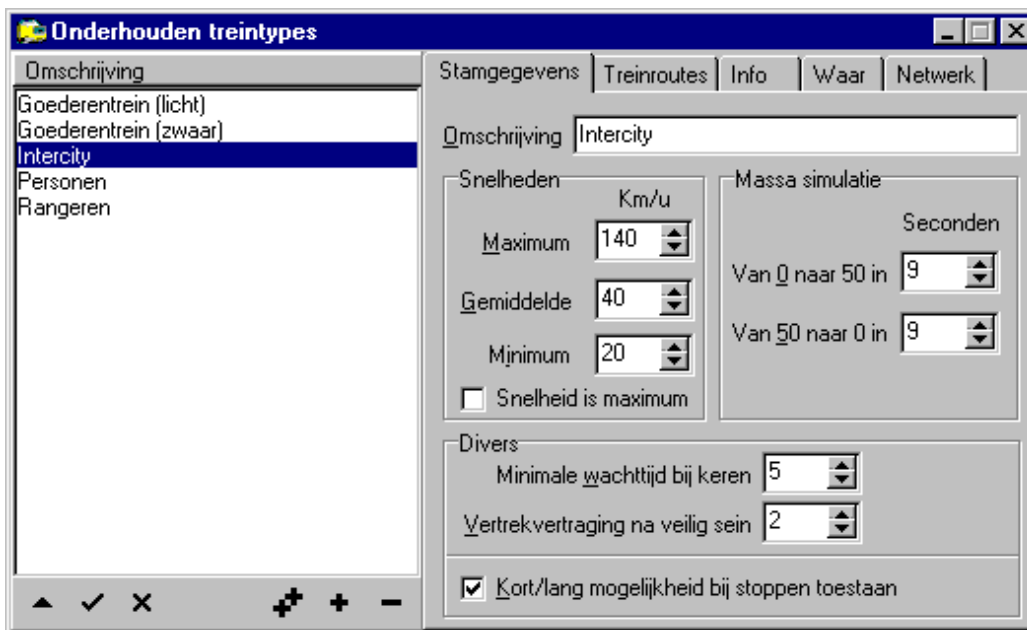 Onderhouden treintypes
Omschrijving
Goederentrein (licht)
Goederentrein (zwaar)
Intercity
Personen
Rangeren
Stamgegevens Treinroutes Info Waar Netwerk
Omschrijving Intercity
Snelheden
Km/u
Maximum 140
Gemiddelde 40
Minimum 20
Snelheid is maximum
Massa simulatie
Seconden
Van 0 naar 50 in 9
Van 50 naar 0 in 9
Divers
Minimale wachttijd bij keren 5
Vertrekvertraging na veilig sein 2
Kort/lang mogelijkheid bij stoppen toestaan